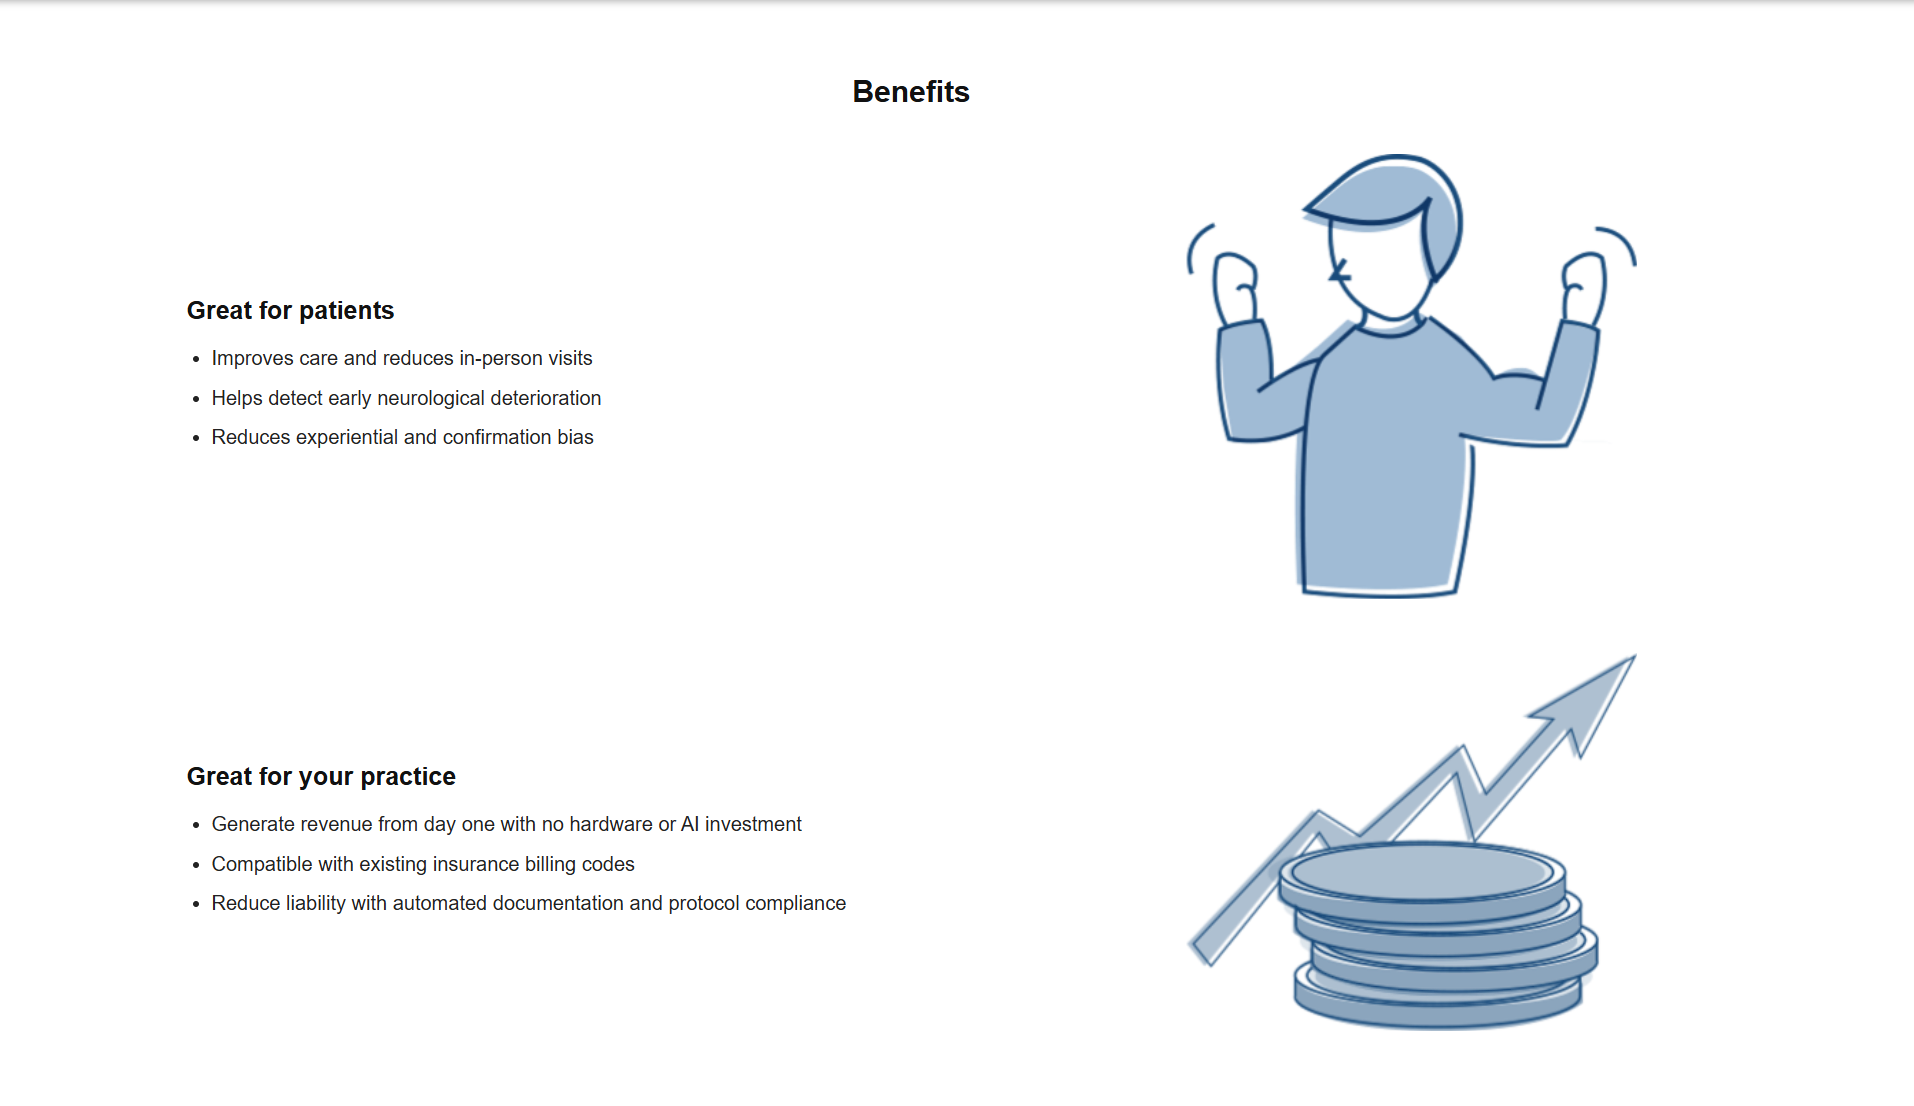 Benefits
Great for patients
• Improves care and reduces in-person visits
• Helps detect early neurological deterioration
• Reduces experiential and confirmation bias
Great for your practice
• Generate revenue from day one with no hardware or AI investment
• Compatible with existing insurance billing codes
• Reduce liability with automated documentation and protocol compliance